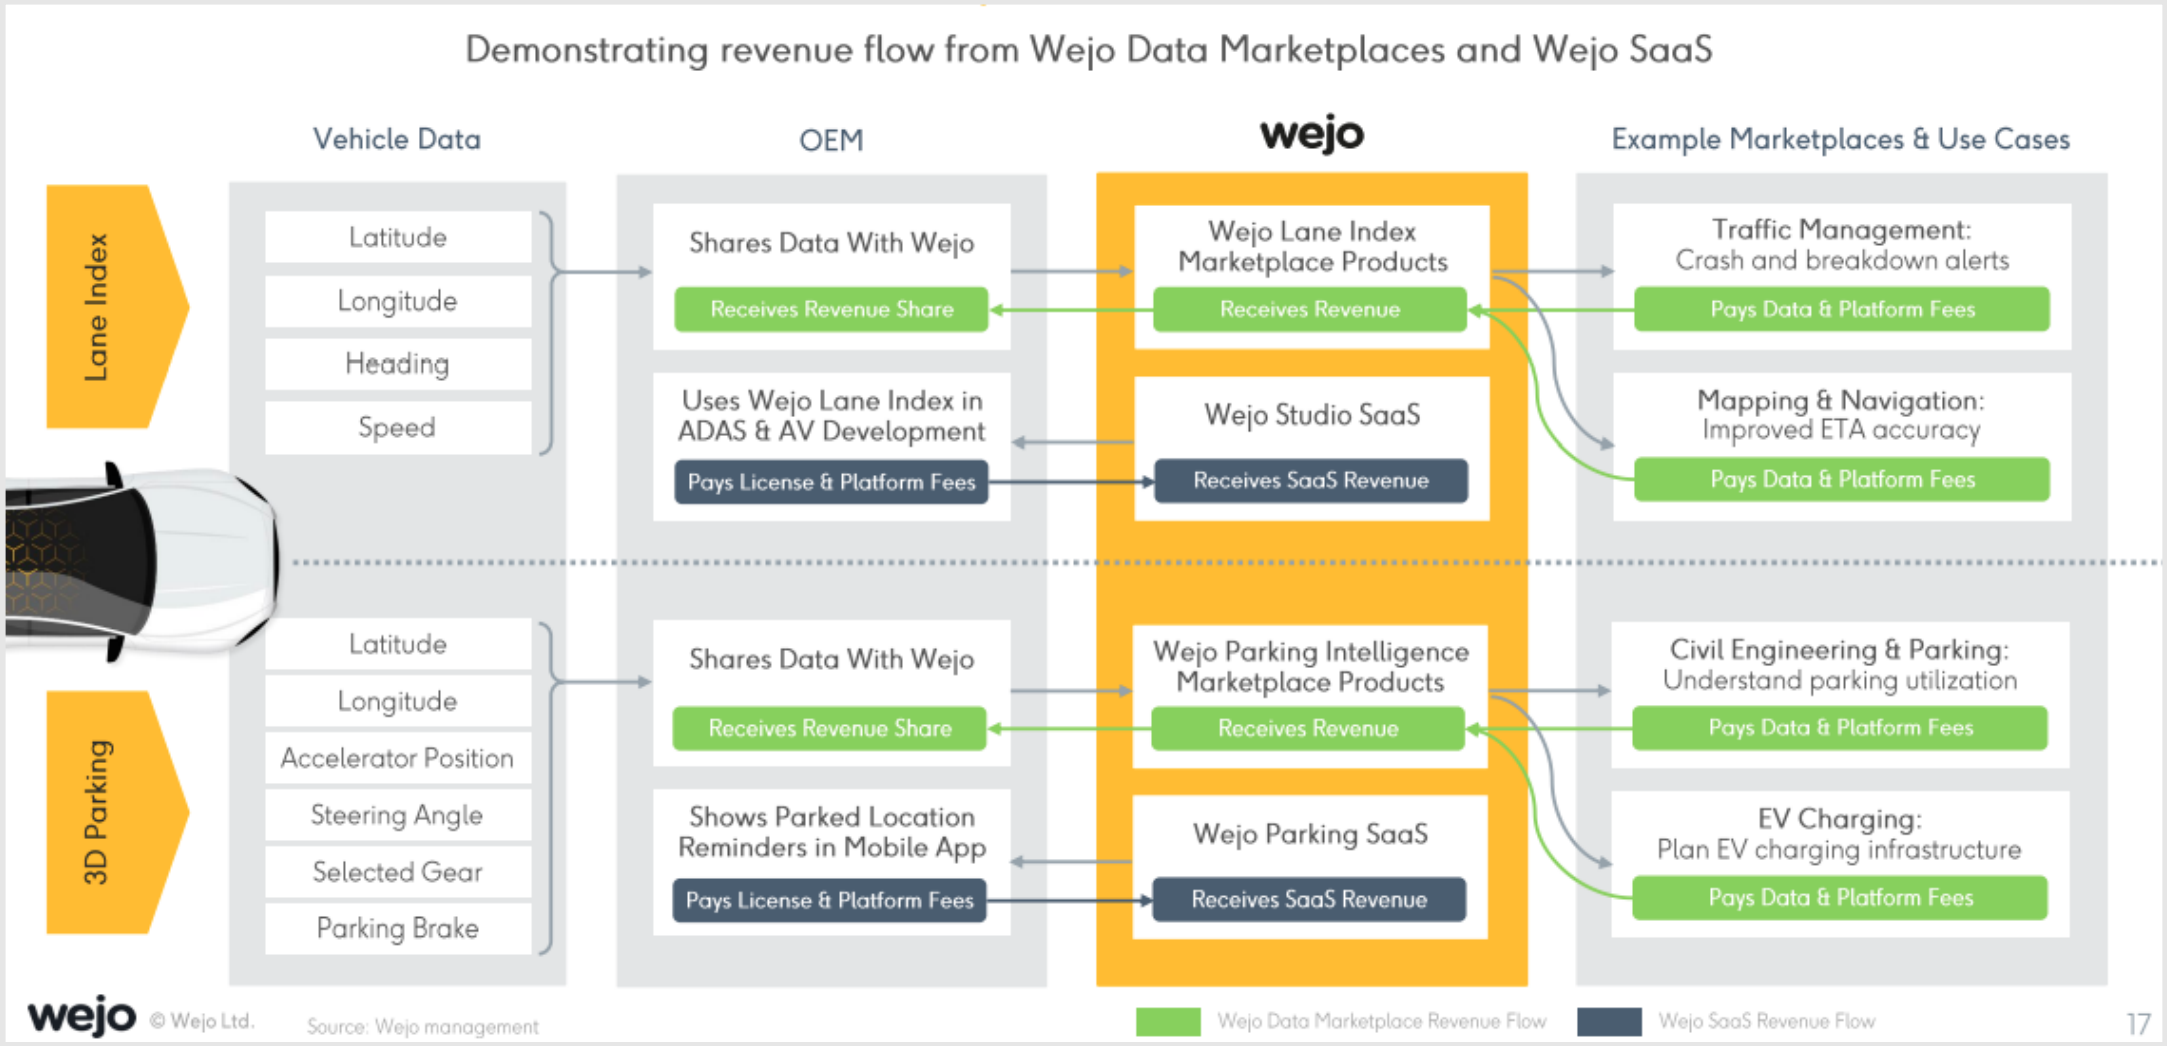 Demonstrating revenue flow from Wejo Data Marketplaces and Wejo SaaS
Vehicle Data
OEM
wejo
Example Marketplaces & Use Cases
Lane Index
Latitude
Longitude
Heading
Speed
Shares Data With Wejo
Receives Revenue Share
Uses Wejo Lane Index in
ADAS & AV Development
Pays License & Platform Fees
Wejo Lane Index
Marketplace Products
Receives Revenue
Wejo Studio SaaS
Receives SaaS Revenue
Traffic Management:
Crash and breakdown alerts
Pays Data & Platform Fees
Mapping & Navigation:
Improved ETA accuracy
Pays Data & Platform Fees
3D Parking
Latitude
Longitude
Accelerator Position
Steering Angle
Selected Gear
Parking Brake
Shares Data With Wejo
Receives Revenue Share
Shows Parked Location
Reminders in Mobile App
Pays License & Platform Fees
Wejo Parking Intelligence
Marketplace Products
Receives Revenue
Wejo Parking SaaS
Receives SaaS Revenue
Civil Engineering & Parking:
Understand parking utilization
Pays Data & Platform Fees
EV Charging:
Plan EV charging infrastructure
Pays Data & Platform Fees
wejo © Wejo Ltd.
Source: Wejo management
Wejo Data Marketplace Revenue Flow
Wejo SaaS Revenue Flow
17